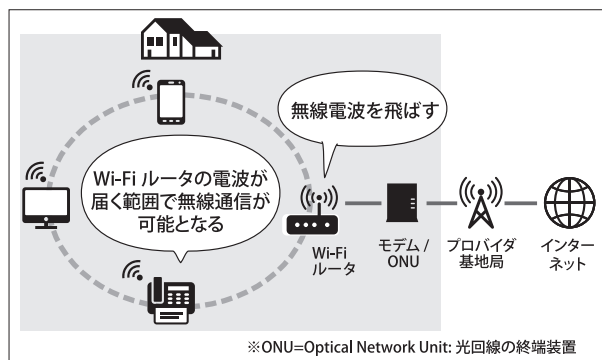 無線電波を飛ばす
Wi-Fi ルータの電波が
届く範囲で無線通信が
可能となる
Wi-Fi
ルータ
モデム /
ONU
プロバイダ
基地局
インター
ネット
※ONU=Optical Network Unit: 光回線の終端装置